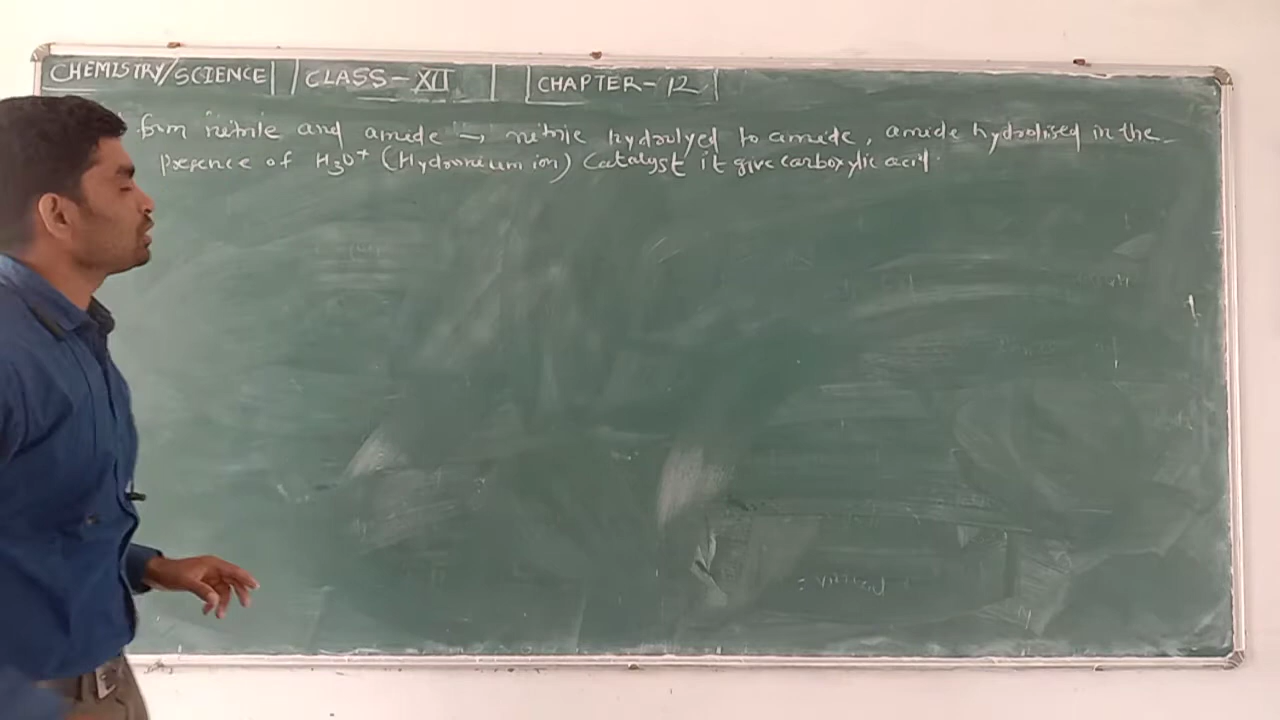 CHEMISTRY/SCIENCE CLASS-XII CHAPTER-12
from nitrile and amide → nitrile hydrolyed to amide, amide hydrolised in the
presence of H3O+ (Hydronium ion) Catalyst it give carboxylic acid.